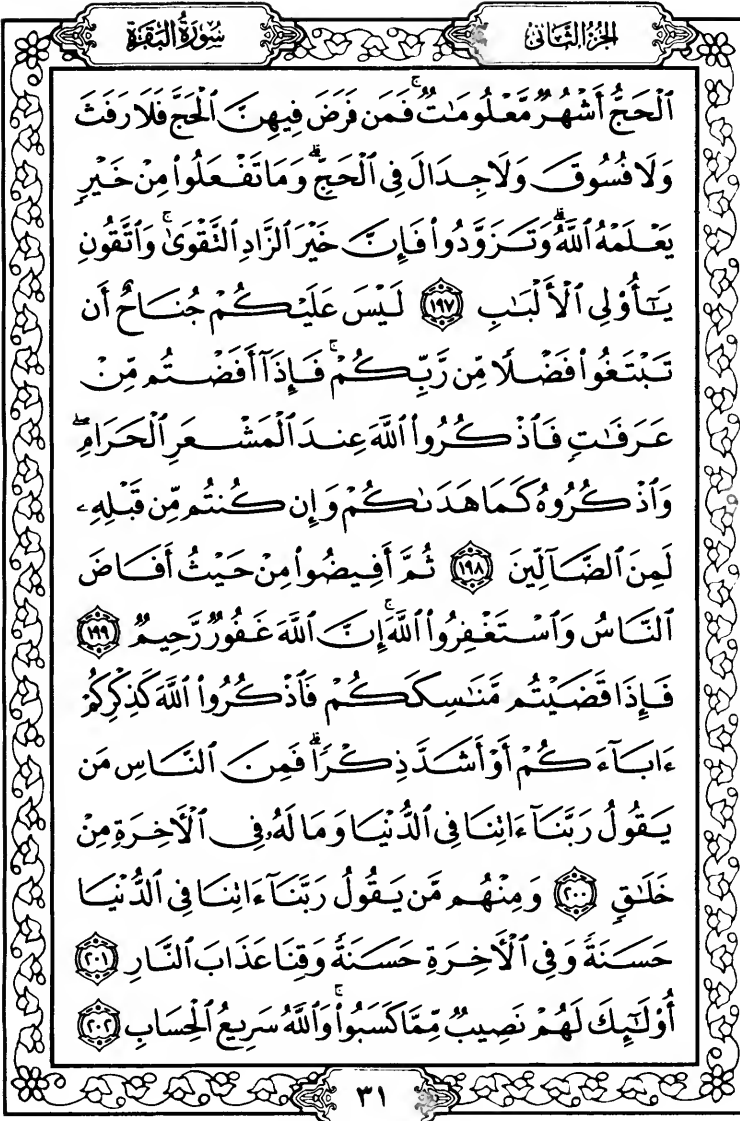 سُورَةُ البَقَرَةِ
الجزء الثاني
ٱلْحَجُّ أَشْهُرٌ مَّعْلُومَٰتٌ ۚ فَمَن فَرَضَ فِيهِنَّ ٱلْحَجَّ فَلَا رَفَثَ
وَلَا فُسُوقَ وَلَا جِدَالَ فِى ٱلْحَجِّ ۗ وَمَا تَفْعَلُوا۟ مِنْ خَيْرٍ
يَعْلَمْهُ ٱللَّهُ ۗ وَتَزَوَّدُوا۟ فَإِنَّ خَيْرَ ٱلزَّادِ ٱلتَّقْوَىٰ ۚ وَٱتَّقُونِ
يَٰٓأُو۟لِى ٱلْأَلْبَٰبِ ١٩٧ لَيْسَ عَلَيْكُمْ جُنَاحٌ أَن
تَبْتَغُوا۟ فَضْلًا مِّن رَّبِّكُمْ ۚ فَإِذَآ أَفَضْتُم مِّنْ
عَرَفَٰتٍ فَٱذْكُرُوا۟ ٱللَّهَ عِندَ ٱلْمَشْعَرِ ٱلْحَرَامِ ۖ
وَٱذْكُرُوهُ كَمَا هَدَىٰكُمْ وَإِن كُنتُم مِّن قَبْلِهِۦ
لَمِنَ ٱلضَّآلِّينَ ١٩٨ ثُمَّ أَفِيضُوا۟ مِنْ حَيْثُ أَفَاضَ
ٱلنَّاسُ وَٱسْتَغْفِرُوا۟ ٱللَّهَ ۚ إِنَّ ٱللَّهَ غَفُورٌ رَّحِيمٌ ١٩٩
فَإِذَا قَضَيْتُم مَّنَٰسِكَكُمْ فَٱذْكُرُوا۟ ٱللَّهَ كَذِكْرِكُمْ
ءَابَآءَكُمْ أَوْ أَشَدَّ ذِكْرًا ۗ فَمِنَ ٱلنَّاسِ مَن
يَقُولُ رَبَّنَآ ءَاتِنَا فِى ٱلدُّنْيَا وَمَا لَهُۥ فِى ٱلْءَاخِرَةِ مِنْ
خَلَٰقٍ ٢٠٠ وَمِنْهُم مَّن يَقُولُ رَبَّنَآ ءَاتِنَا فِى ٱلدُّنْيَا
حَسَنَةً وَفِى ٱلْءَاخِرَةِ حَسَنَةً وَقِنَا عَذَابَ ٱلنَّارِ ٢٠١
أُو۟لَٰٓئِكَ لَهُمْ نَصِيبٌ مِّمَّا كَسَبُوا۟ ۚ وَٱللَّهُ سَرِيعُ ٱلْحِسَابِ ٢٠٢
٣١